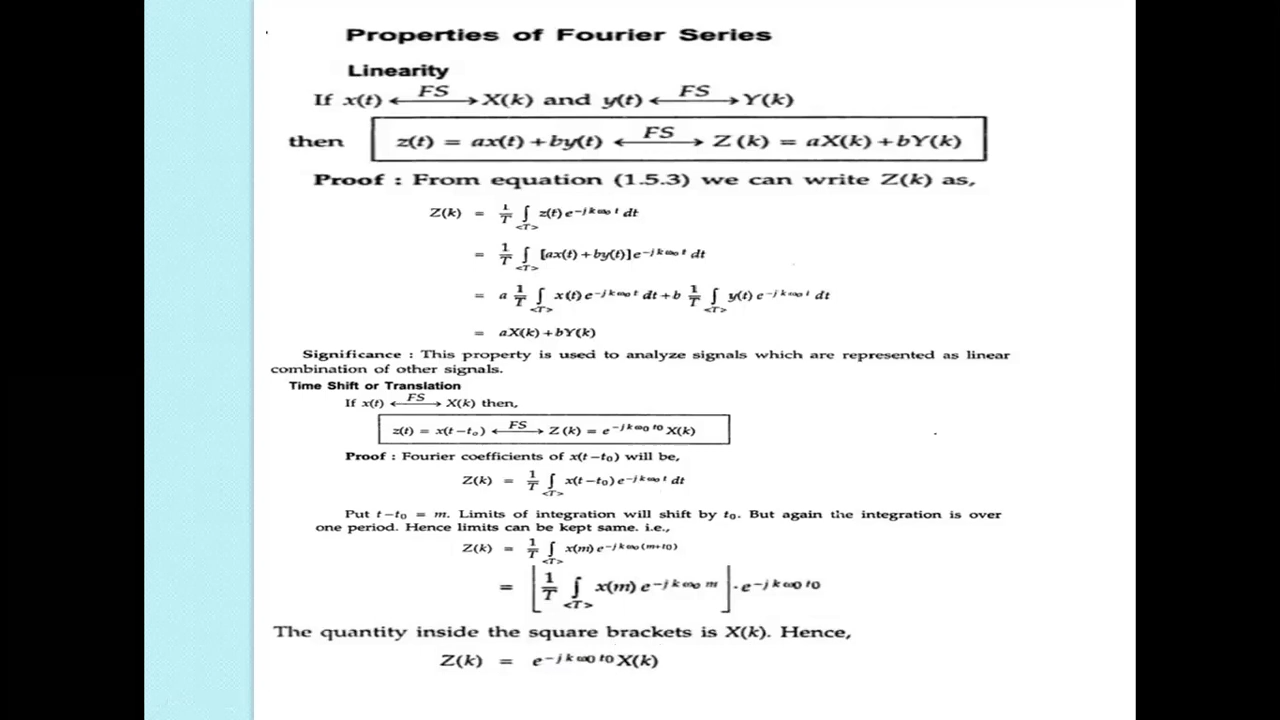 Properties of Fourier Series
Linearity
If x(t) ←FS→ X(k) and y(t) ←FS→ Y(k)
then z(t) = ax(t) + by(t) ←FS→ Z(k) = aX(k) + bY(k)
Proof : From equation (1.5.3) we can write Z(k) as,
Z(k) = 1/T ∫<T> z(t) e^{-jkω₀t} dt
= 1/T ∫<T> [ax(t) + by(t)] e^{-jkω₀t} dt
= a 1/T ∫<T> x(t) e^{-jkω₀t} dt + b 1/T ∫<T> y(t) e^{-jkω₀t} dt
= aX(k) + bY(k)
Significance : This property is used to analyze signals which are represented as linear
combination of other signals.
Time Shift or Translation
If x(t) ←FS→ X(k) then,
z(t) = x(t – t₀) ←FS→ Z(k) = e^{-jkω₀t₀} X(k)
Proof : Fourier coefficients of x(t – t₀) will be,
Z(k) = 1/T ∫<T> x(t – t₀) e^{-jkω₀t} dt
Put t – t₀ = m. Limits of integration will shift by t₀. But again the integration is over
one period. Hence limits can be kept same. i.e.,
Z(k) = 1/T ∫<T> x(m) e^{-jkω₀(m+t₀)}
= [1/T ∫<T> x(m) e^{-jkω₀m}] · e^{-jkω₀t₀}
The quantity inside the square brackets is X(k). Hence,
Z(k) = e^{-jkω₀t₀} X(k)